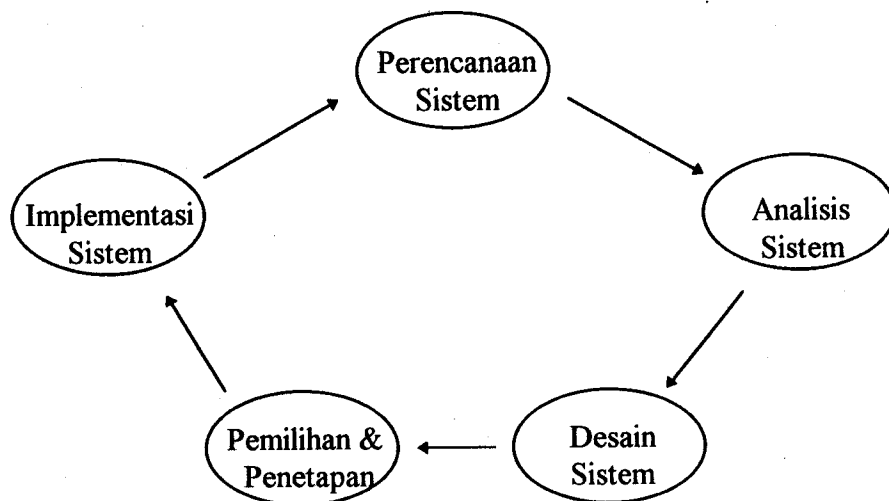 Perencanaan
Sistem
Analisis
Sistem
Desain
Sistem
Pemilihan &
Penetapan
Implementasi
Sistem